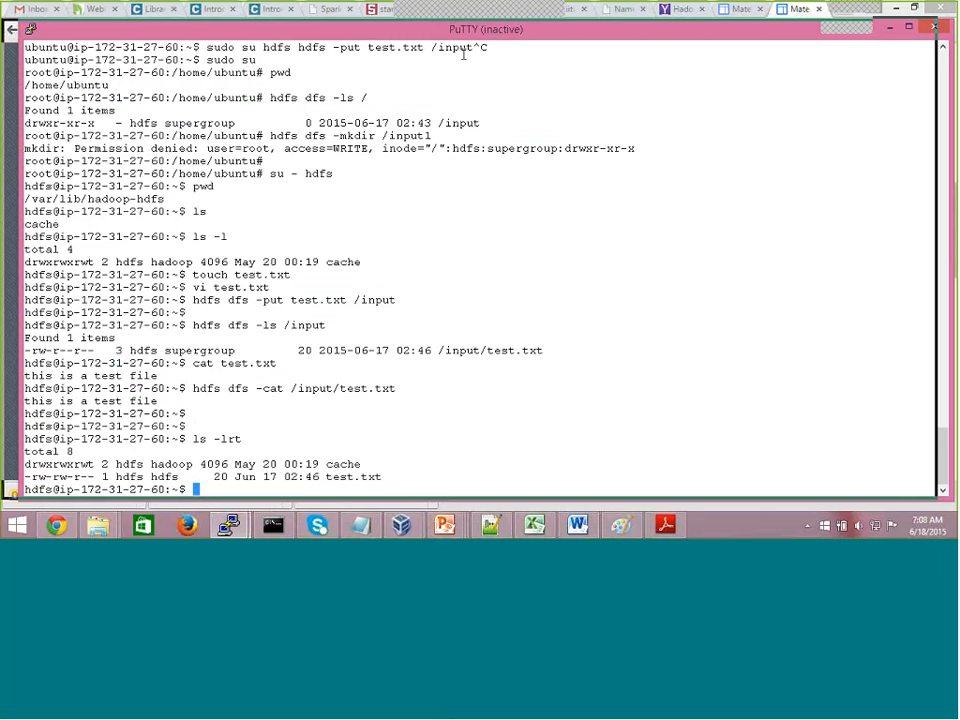 Inbo
Web
Libra
Intro
Intro
Spark
star
Nam
Had
Mate
Mate
PuTTY (inactive)
ubuntu@ip-172-31-27-60:~$ sudo su hdfs hdfs -put test.txt /input^C
ubuntu@ip-172-31-27-60:~$ sudo su
root@ip-172-31-27-60:/home/ubuntu# pwd
/home/ubuntu
root@ip-172-31-27-60:/home/ubuntu# hdfs dfs -ls /
Found 1 items
drwxr-xr-x   - hdfs supergroup          0 2015-06-17 02:43 /input
root@ip-172-31-27-60:/home/ubuntu# hdfs dfs -mkdir /input1
mkdir: Permission denied: user=root, access=WRITE, inode="/":hdfs:supergroup:drwxr-xr-x
root@ip-172-31-27-60:/home/ubuntu#
root@ip-172-31-27-60:/home/ubuntu# su - hdfs
hdfs@ip-172-31-27-60:~$ pwd
/var/lib/hadoop-hdfs
hdfs@ip-172-31-27-60:~$ ls
cache
hdfs@ip-172-31-27-60:~$ ls -l
total 4
drwxrwxrwt 2 hdfs hadoop 4096 May 20 00:19 cache
hdfs@ip-172-31-27-60:~$ touch test.txt
hdfs@ip-172-31-27-60:~$ vi test.txt
hdfs@ip-172-31-27-60:~$ hdfs dfs -put test.txt /input
hdfs@ip-172-31-27-60:~$
hdfs@ip-172-31-27-60:~$ hdfs dfs -ls /input
Found 1 items
-rw-r--r--   3 hdfs supergroup         20 2015-06-17 02:46 /input/test.txt
hdfs@ip-172-31-27-60:~$ cat test.txt
this is a test file
hdfs@ip-172-31-27-60:~$ hdfs dfs -cat /input/test.txt
this is a test file
hdfs@ip-172-31-27-60:~$
hdfs@ip-172-31-27-60:~$
hdfs@ip-172-31-27-60:~$ ls -lrt
total 8
drwxrwxrwt 2 hdfs hadoop 4096 May 20 00:19 cache
-rw-rw-r-- 1 hdfs hdfs     20 Jun 17 02:46 test.txt
hdfs@ip-172-31-27-60:~$
7:08 AM
6/18/2015